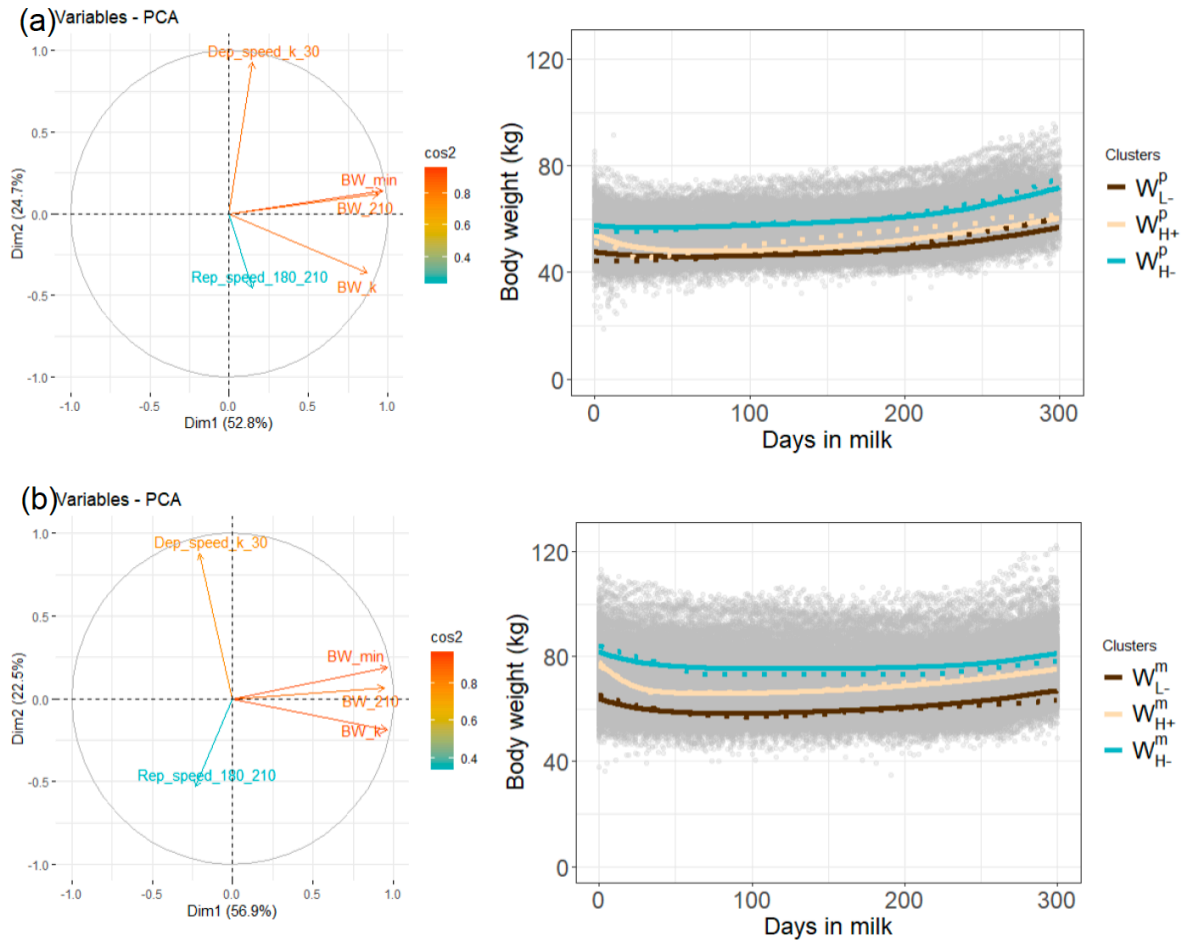 (a)
Variables - PCA
1.0
0.5
0.0
-0.5
-1.0
Dim2 (24.7%)
Dep_speed_k_30
BW_min
BW_210
BW_k
Rep_speed_180_210
-1.0 -0.5 0.0 0.5 1.0
Dim1 (52.8%)
cos2
0.8
0.6
0.4
120
80
40
0
Body weight (kg)
0 100 200 300
Days in milk
Clusters
W^p_L-
W^p_H+
W^p_H-
(b)
Variables - PCA
1.0
0.5
0.0
-0.5
-1.0
Dim2 (22.5%)
Dep_speed_k_30
BW_min
BW_210
BW_k
Rep_speed_180_210
-1.0 -0.5 0.0 0.5 1.0
Dim1 (56.9%)
cos2
0.8
0.6
0.4
120
80
40
0
Body weight (kg)
0 100 200 300
Days in milk
Clusters
W^m_L-
W^m_H+
W^m_H-